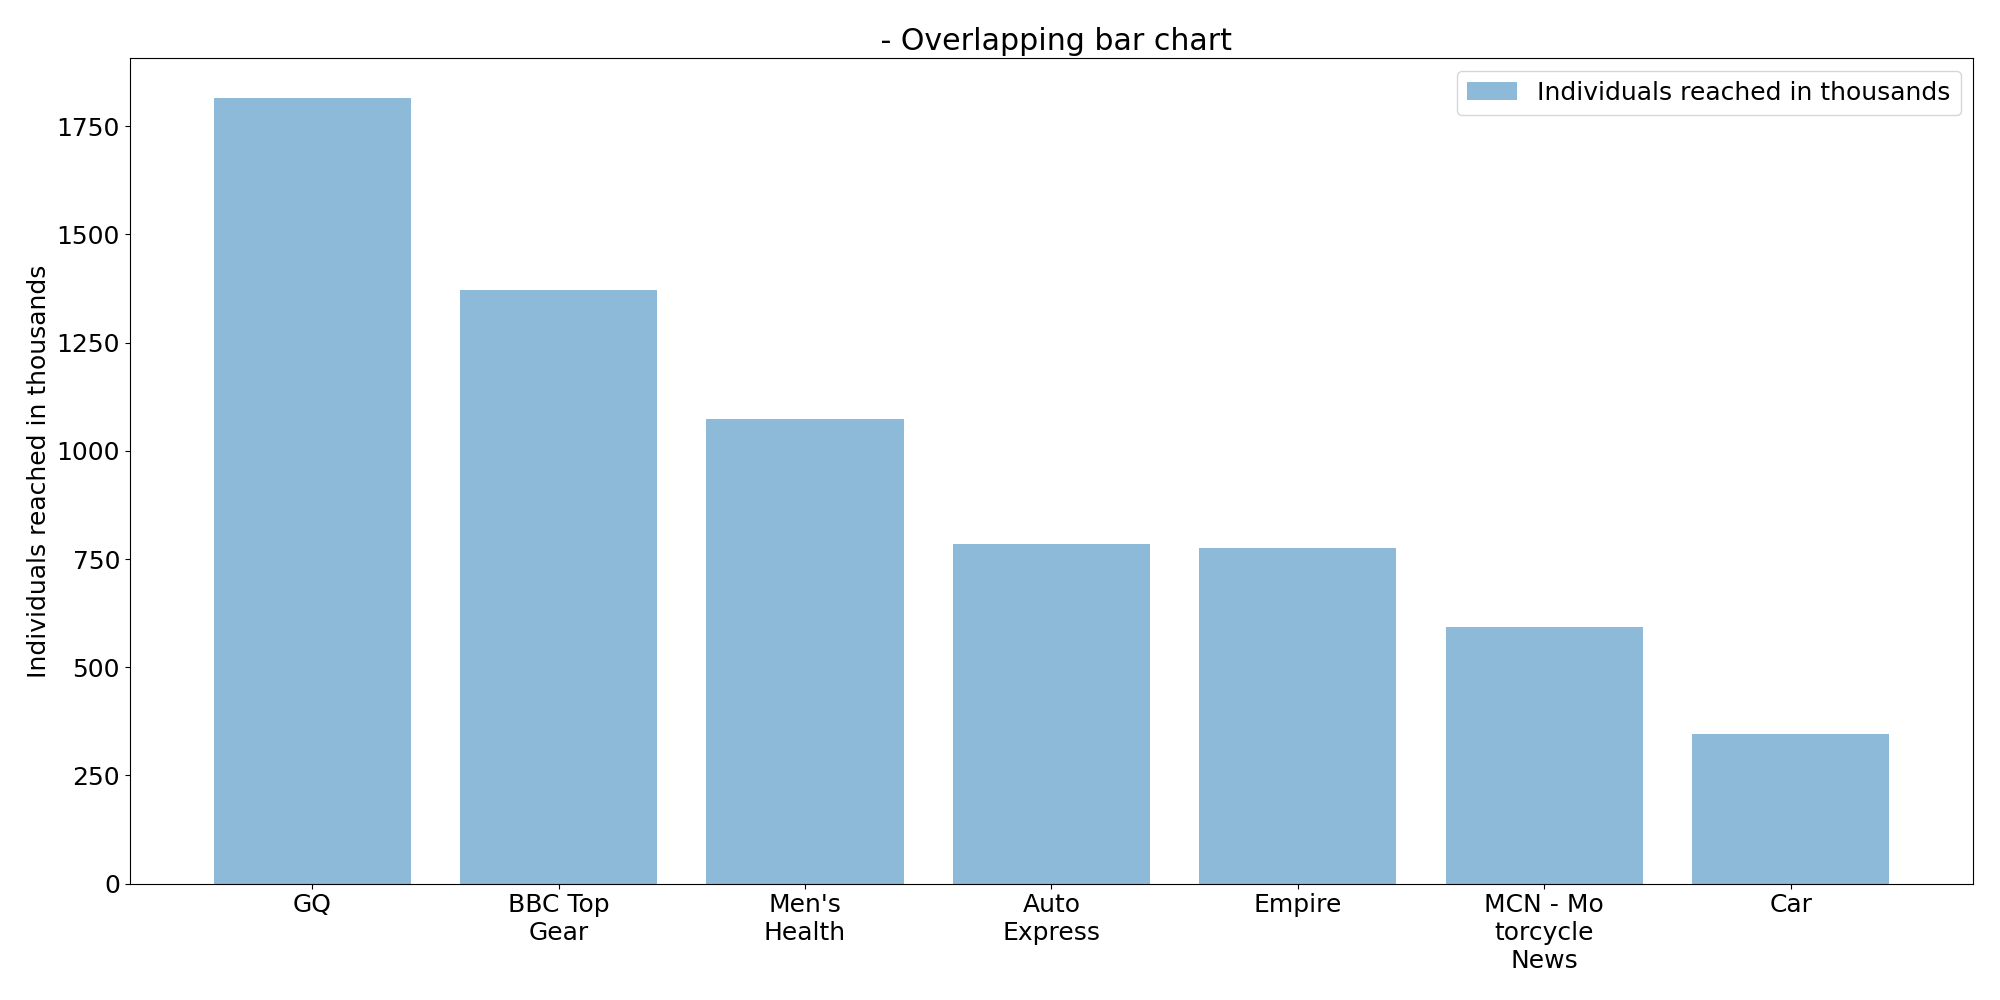 - Overlapping bar chart
Individuals reached in thousands
Individuals reached in thousands
1750
1500
1250
1000
750
500
250
0
GQ
BBC Top
Gear
Men's
Health
Auto
Express
Empire
MCN - Mo
torcycle
News
Car